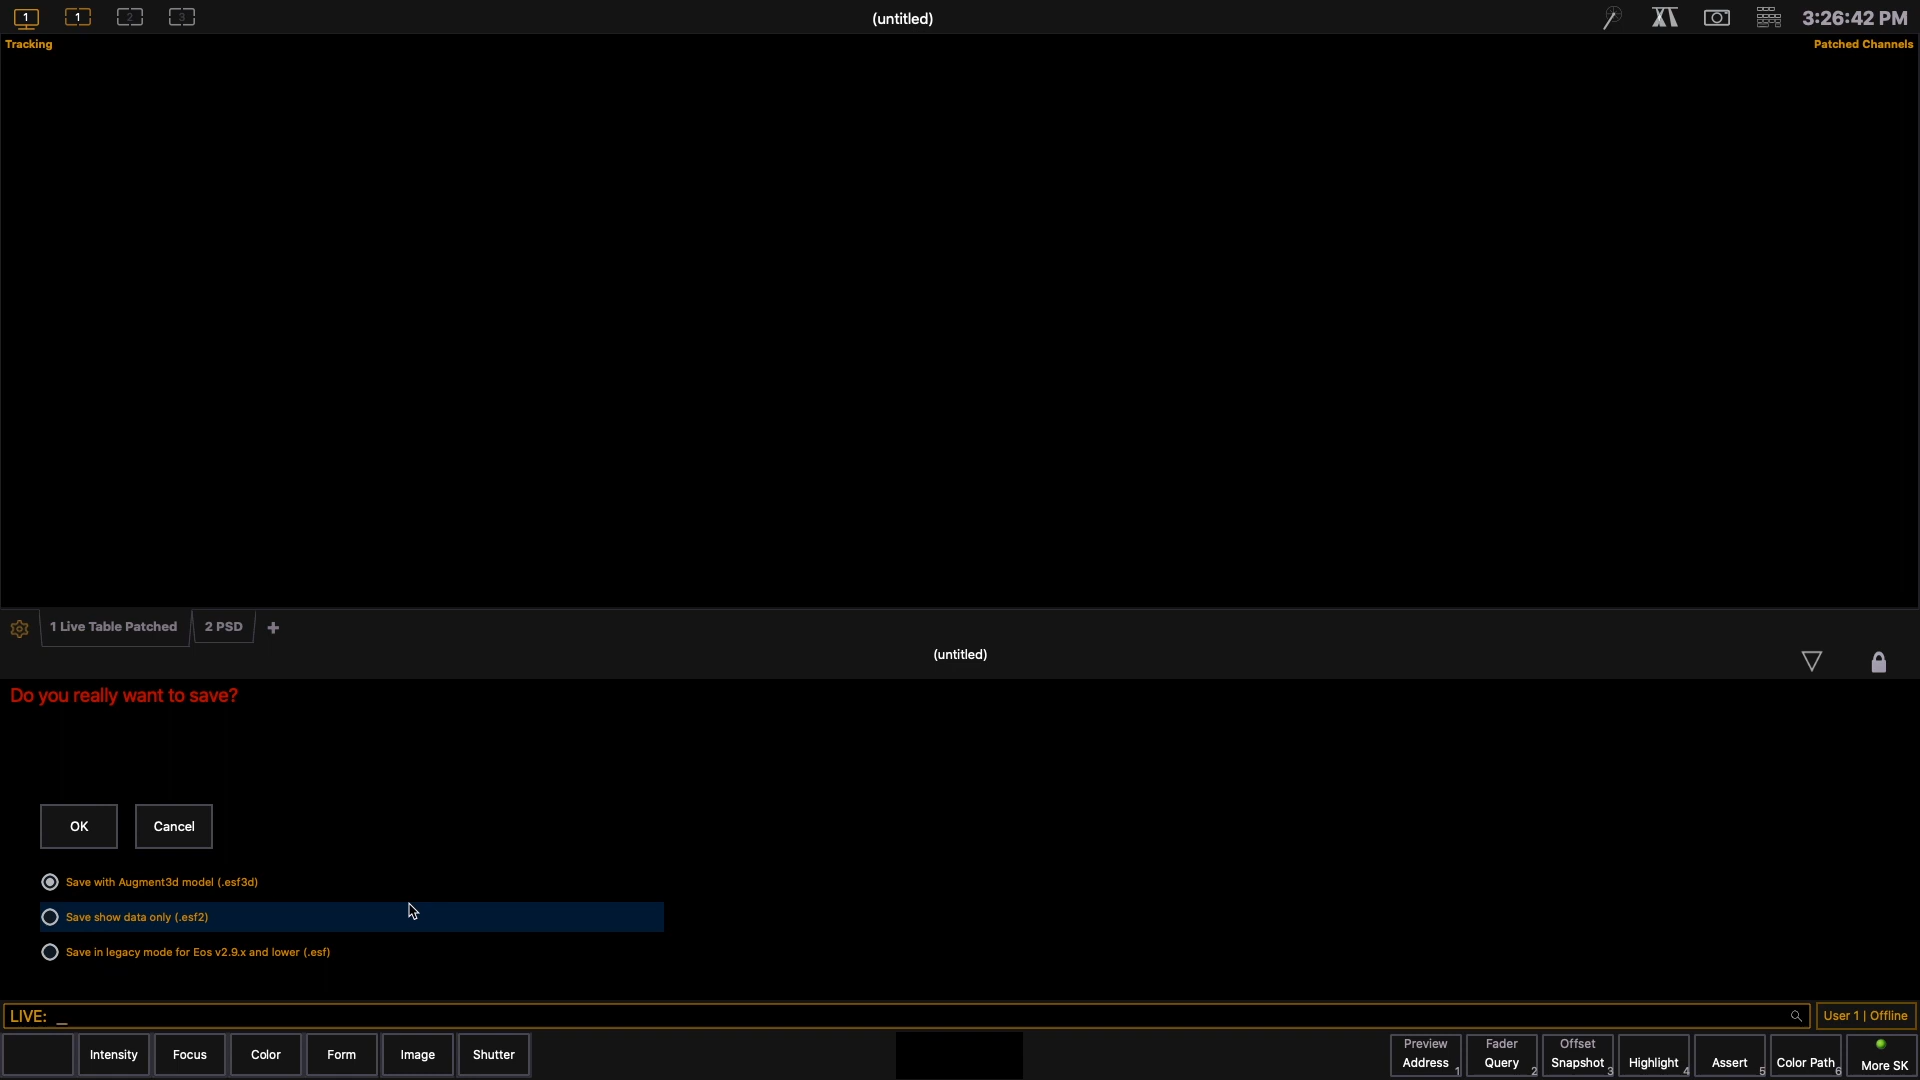 1 1 2 3 (untitled) 3:26:42 PM
Tracking Patched Channels
1 Live Table Patched 2 PSD +
(untitled)
Do you really want to save?
OK Cancel
Save with Augment3d model (.esf3d)
Save show data only (.esf2)
Save in legacy mode for Eos v2.9.x and lower (.esf)
LIVE: _ User 1 | Offline
Intensity Focus Color Form Image Shutter
Preview Address 1
Fader Query 2
Offset Snapshot 3
Highlight 4
Assert 5
Color Path 6
More SK